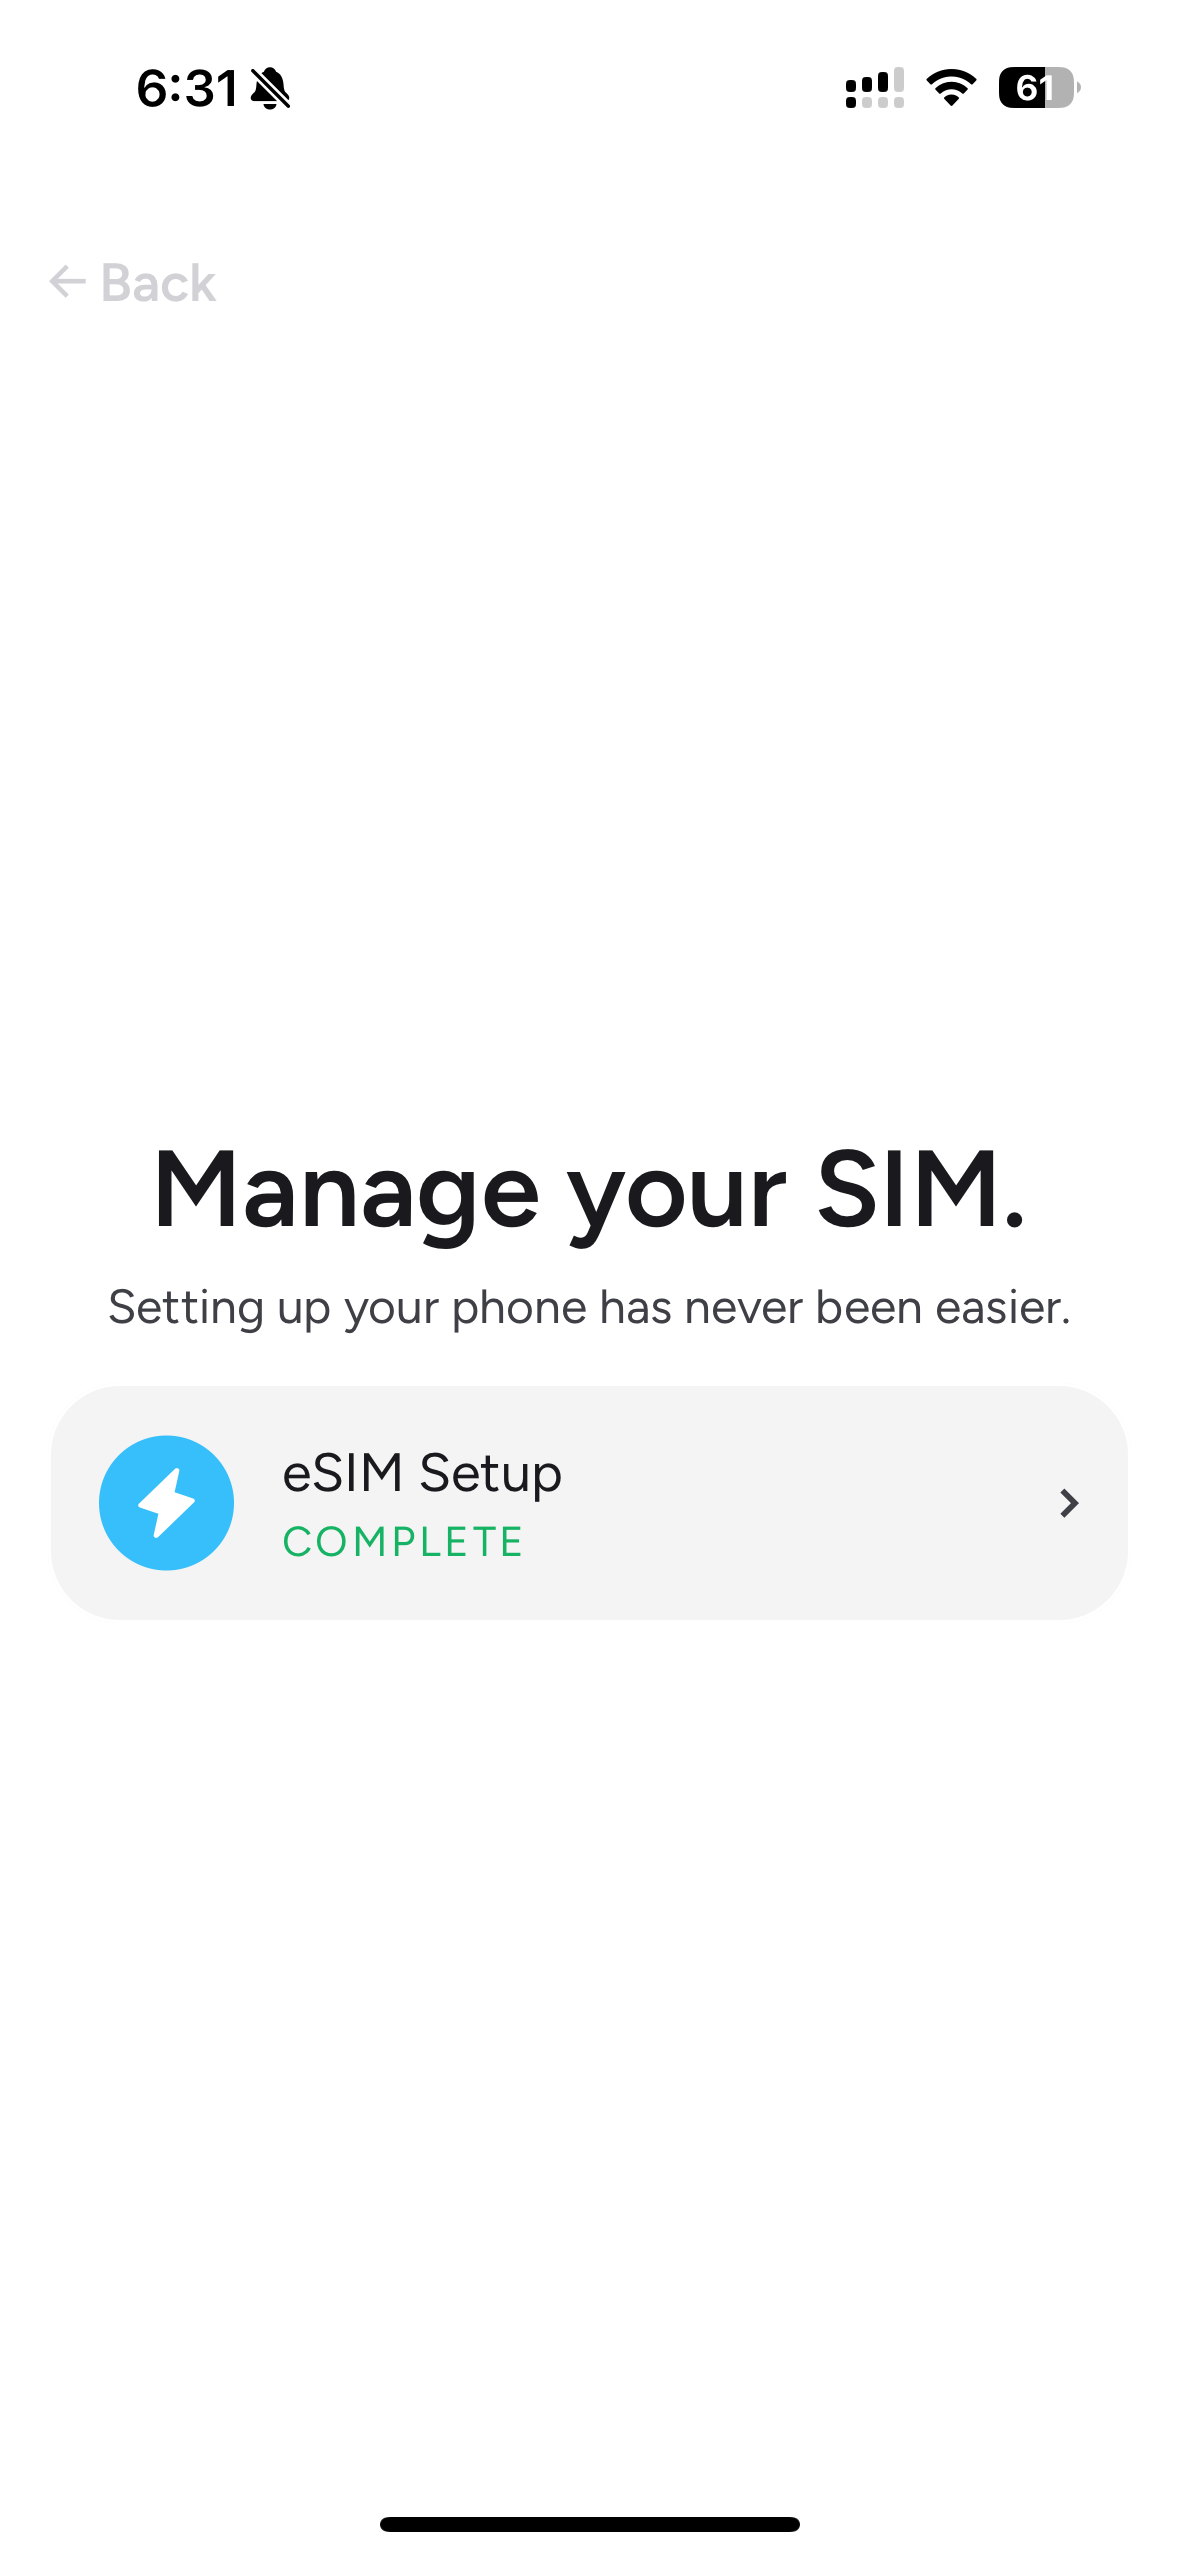 6:31
61
Back
Manage your SIM.
Setting up your phone has never been easier.
eSIM Setup
COMPLETE